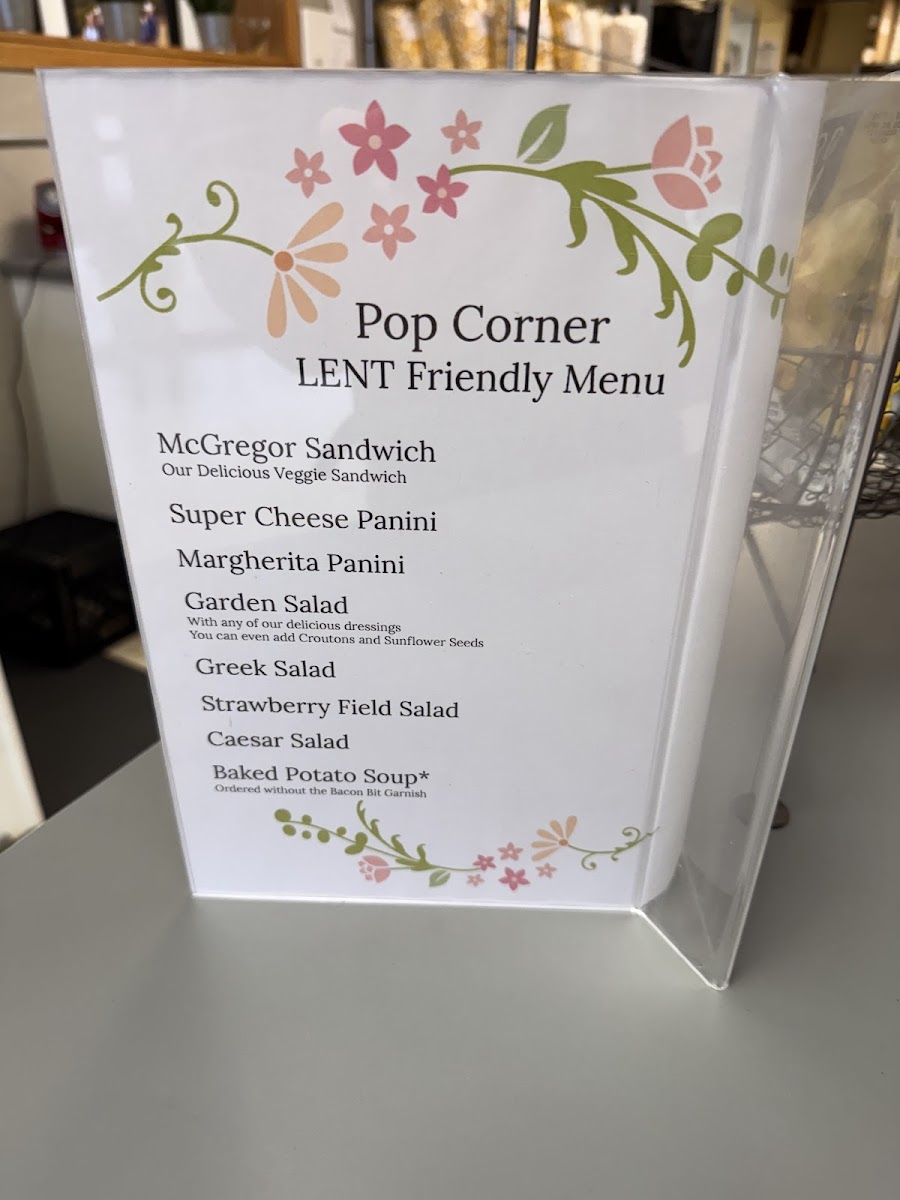 Pop Corner
LENT Friendly Menu
McGregor Sandwich
Our Delicious Veggie Sandwich
Super Cheese Panini
Margherita Panini
Garden Salad
With any of our delicious dressings
You can even add Croutons and Sunflower Seeds
Greek Salad
Strawberry Field Salad
Caesar Salad
Baked Potato Soup*
Ordered without the Bacon Bit Garnish